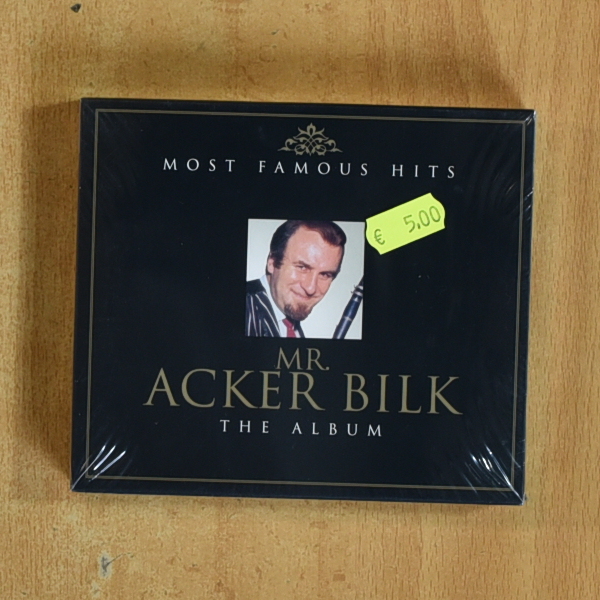 MOST FAMOUS HITS
€ 5.00
MR.
ACKER BILK
THE ALBUM